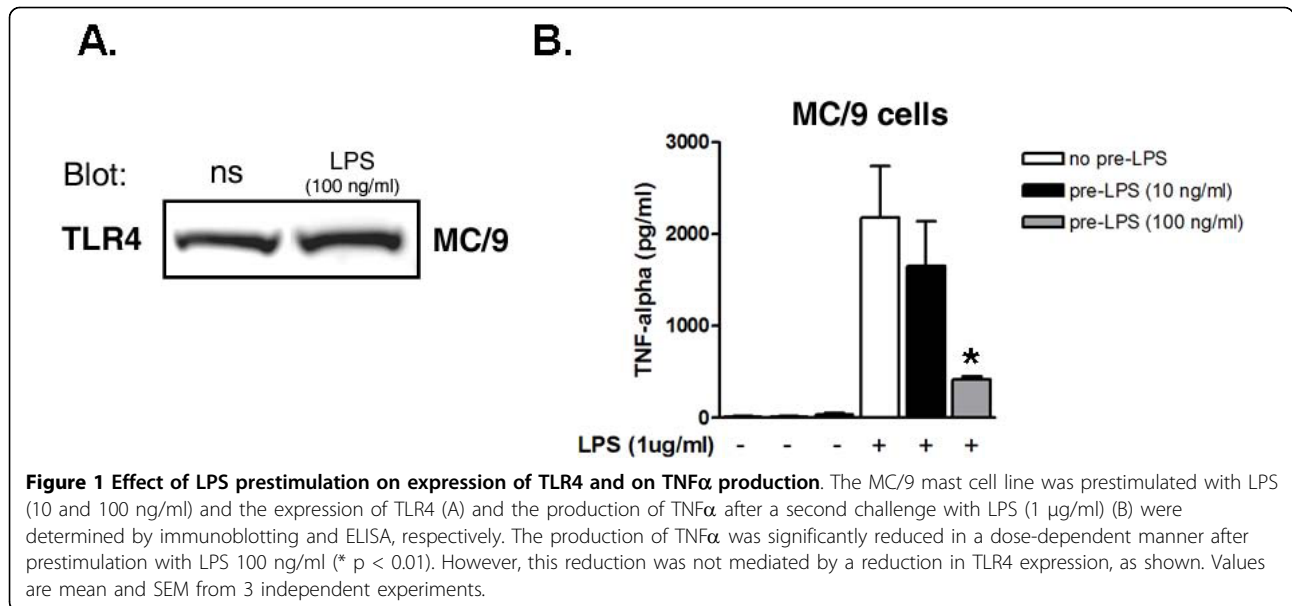 A.
B.
Blot: ns LPS
(100 ng/ml)
TLR4 MC/9
MC/9 cells
3000
2000
1000
0
TNF-alpha (pg/ml)
no pre-LPS
pre-LPS (10 ng/ml)
pre-LPS (100 ng/ml)
*
LPS (1ug/ml) - - - + + +
Figure 1 Effect of LPS prestimulation on expression of TLR4 and on TNFα production. The MC/9 mast cell line was prestimulated with LPS
(10 and 100 ng/ml) and the expression of TLR4 (A) and the production of TNFα after a second challenge with LPS (1 μg/ml) (B) were
determined by immunoblotting and ELISA, respectively. The production of TNFα was significantly reduced in a dose-dependent manner after
prestimulation with LPS 100 ng/ml (* p < 0.01). However, this reduction was not mediated by a reduction in TLR4 expression, as shown. Values
are mean and SEM from 3 independent experiments.